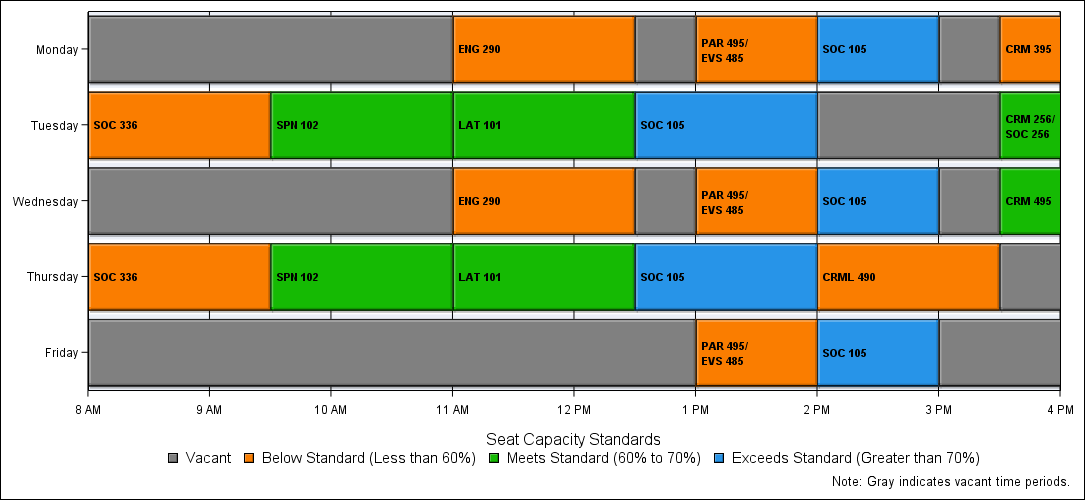 Monday
ENG 290
PAR 495/
EVS 485
SOC 105
CRM 395
Tuesday
SOC 336
SPN 102
LAT 101
SOC 105
CRM 256/
SOC 256
Wednesday
ENG 290
PAR 495/
EVS 485
SOC 105
CRM 495
Thursday
SOC 336
SPN 102
LAT 101
SOC 105
CRML 490
Friday
PAR 495/
EVS 485
SOC 105
8 AM 9 AM 10 AM 11 AM 12 PM 1 PM 2 PM 3 PM 4 PM
Seat Capacity Standards
Vacant Below Standard (Less than 60%) Meets Standard (60% to 70%) Exceeds Standard (Greater than 70%)
Note: Gray indicates vacant time periods.